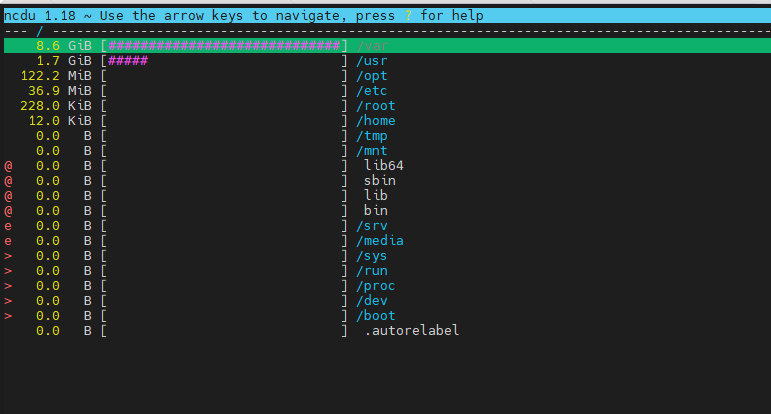 ncdu 1.18 ~ Use the arrow keys to navigate, press ? for help
--- / ---------------------------------------------------------------------------------------
    8.6 GiB [#############################] /var
    1.7 GiB [#####                        ] /usr
  122.2 MiB [                             ] /opt
   36.9 MiB [                             ] /etc
  228.0 KiB [                             ] /root
   12.0 KiB [                             ] /home
    0.0   B [                             ] /tmp
    0.0   B [                             ] /mnt
@   0.0   B [                             ]  lib64
@   0.0   B [                             ]  sbin
@   0.0   B [                             ]  lib
@   0.0   B [                             ]  bin
e   0.0   B [                             ] /srv
e   0.0   B [                             ] /media
>   0.0   B [                             ] /sys
>   0.0   B [                             ] /run
>   0.0   B [                             ] /proc
>   0.0   B [                             ] /dev
>   0.0   B [                             ] /boot
    0.0   B [                             ]  .autorelabel